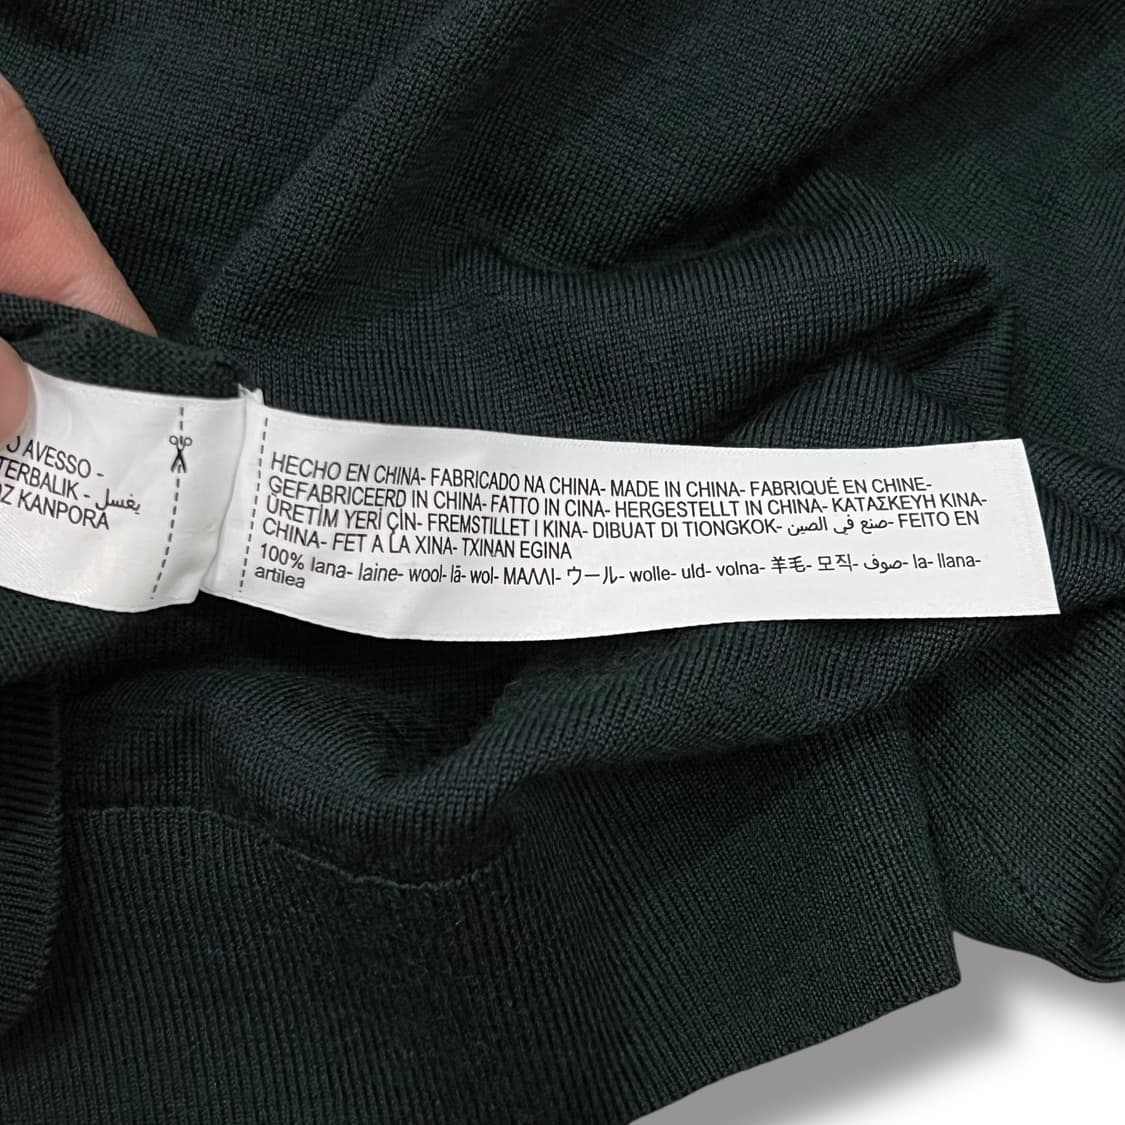 O AVESSO -
TERBALIK - يغسل
Z KANPORA
HECHO EN CHINA- FABRICADO NA CHINA- MADE IN CHINA- FABRIQUÉ EN CHINE-
GEFABRICEERD IN CHINA- FATTO IN CINA- HERGESTELLT IN CHINA- ΚΑΤΑΣΚΕΥΗ ΚΙΝΑ-
ÜRETİM YERİ ÇİN- FREMSTILLET I KINA- DIBUAT DI TIONGKOK- صنع في الصين- FEITO EN
CHINA- FET A LA XINA- TXINAN EGINA
100% lana- laine- wool- lã- wol- ΜΑΛΛΙ- ウール- wolle- uld- volna- 羊毛- 모직- صوف- la- llana-
artilea